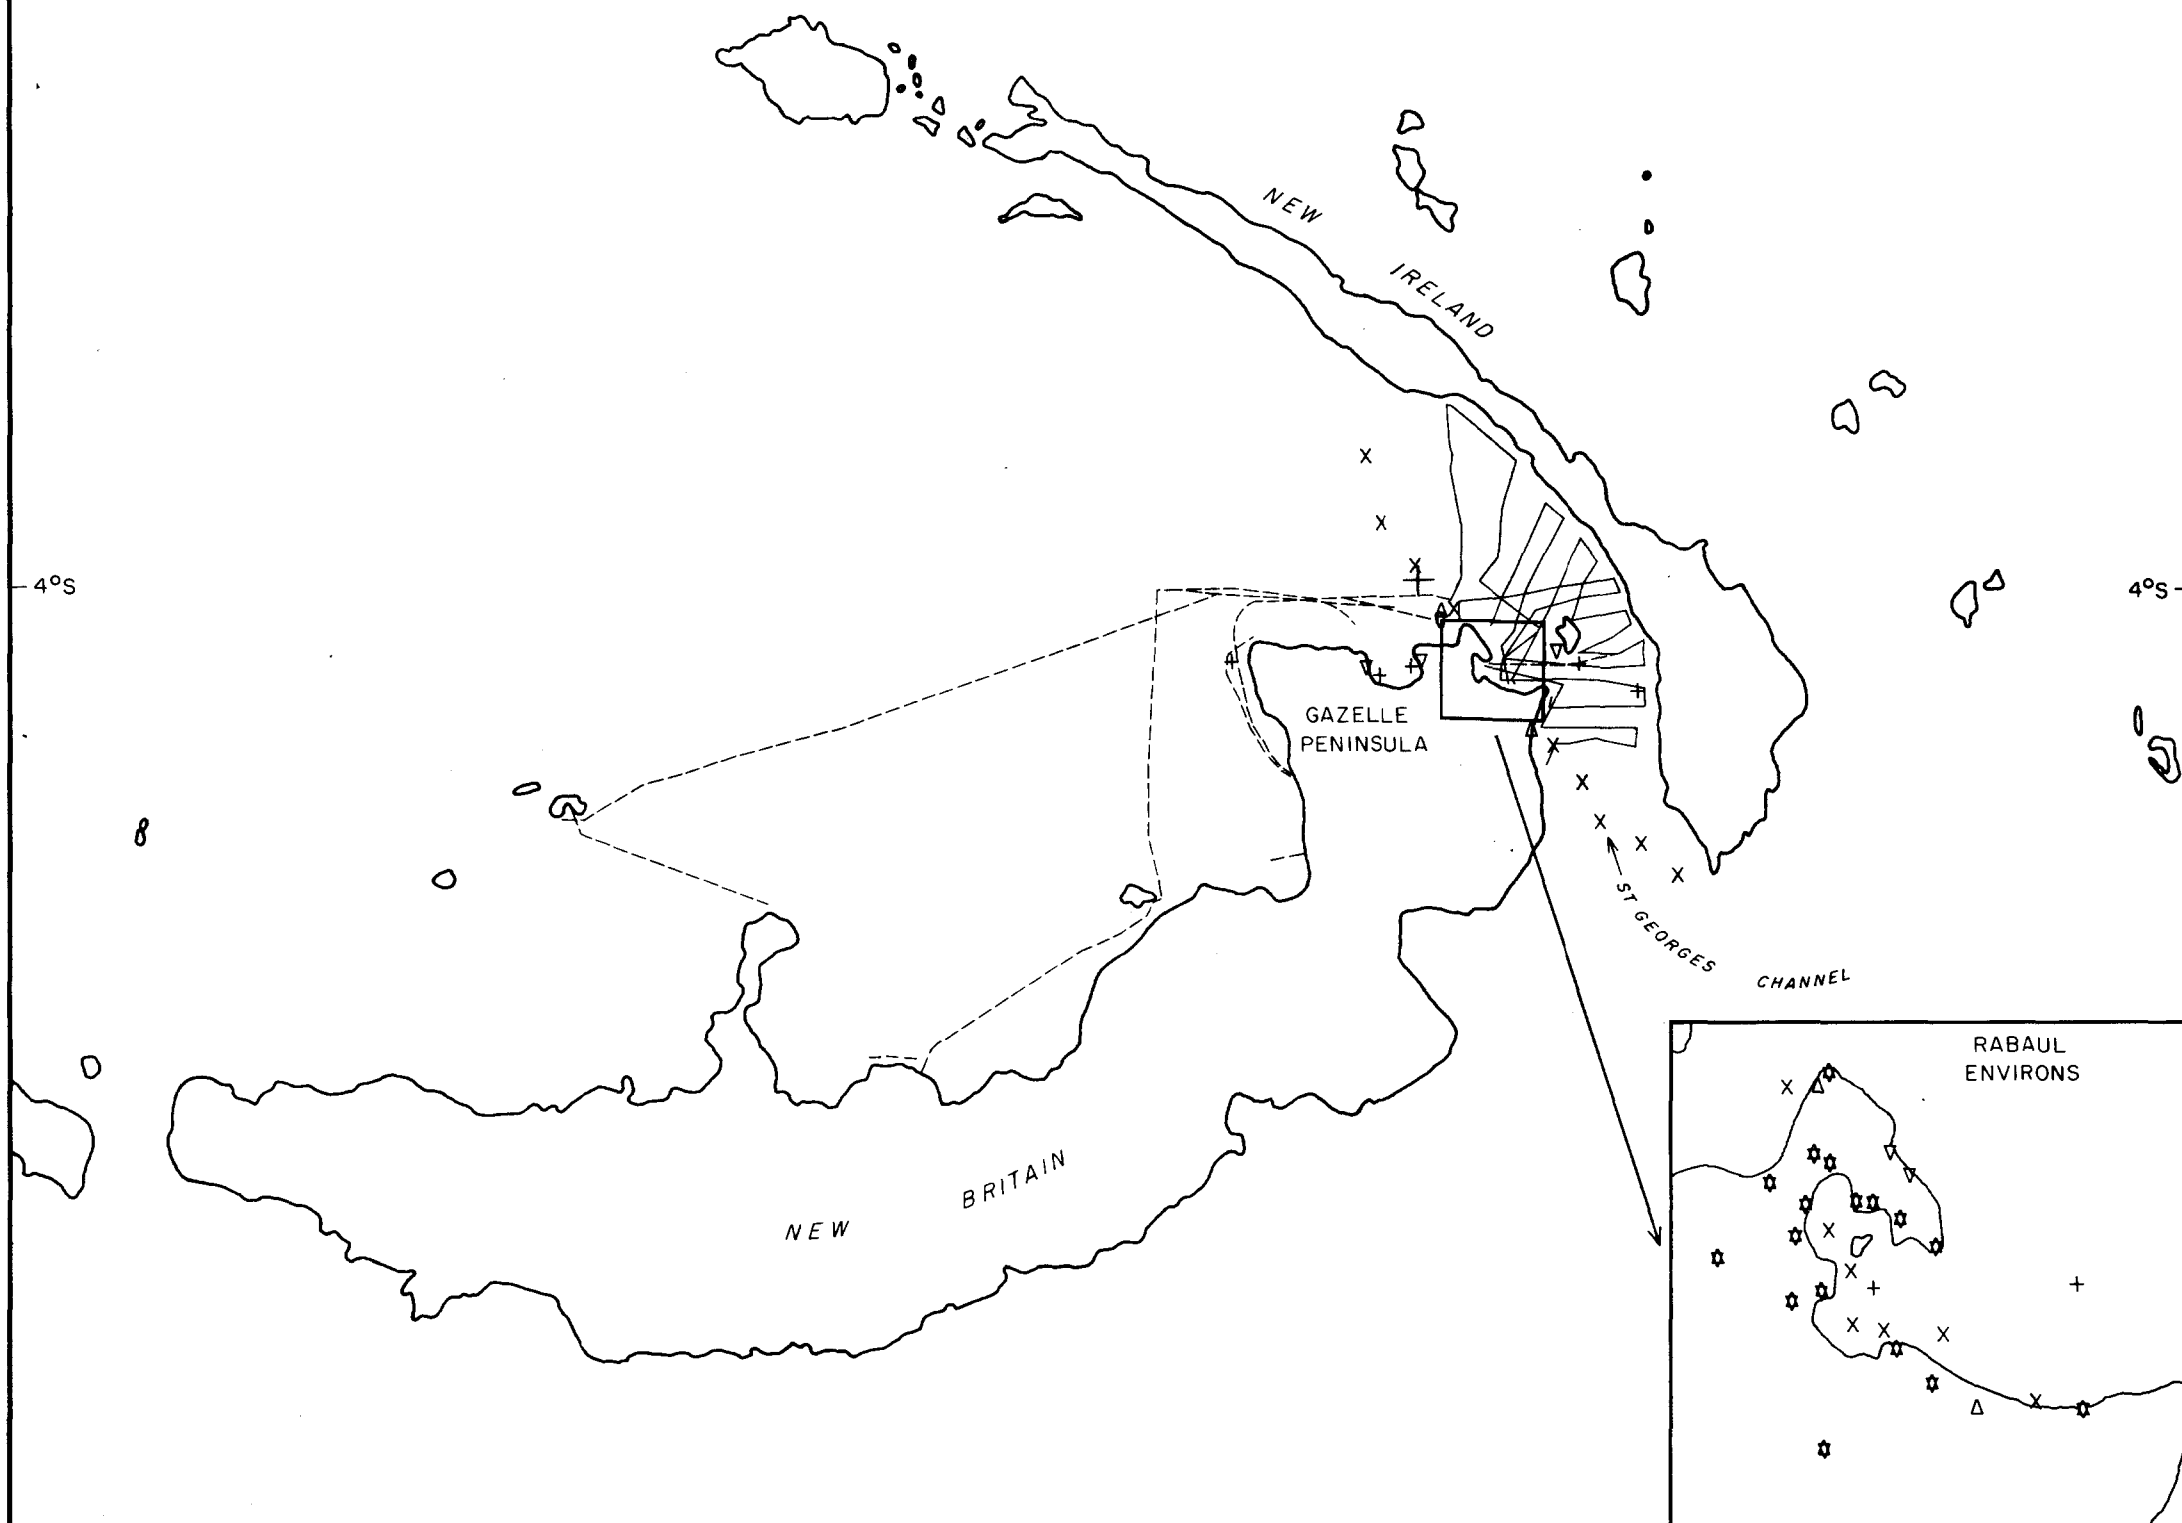 NEW
IRELAND
4°S
4°S
GAZELLE
PENINSULA
ST GEORGES CHANNEL
RABAUL
ENVIRONS
NEW BRITAIN